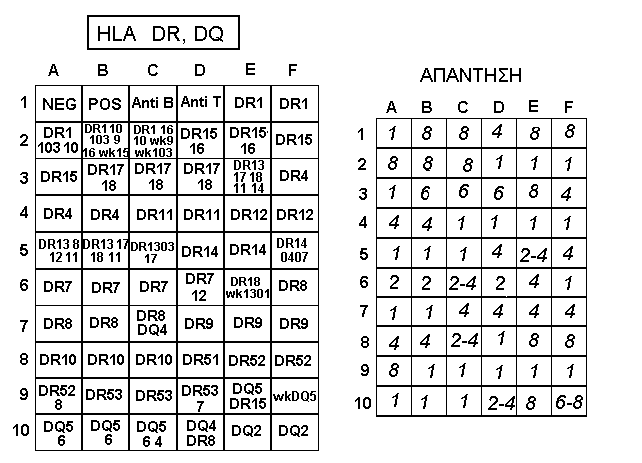 HLA DR, DQ
A B C D E F
1 NEG POS Anti B Anti T DR1 DR1
2 DR1 103 10 DR1 10 103 9 16 wk15 DR1 16 10 wk9 wk103 DR15 16 DR15 16 DR15
3 DR15 DR17 18 DR17 18 DR17 18 DR13 17 18 11 14 DR4
4 DR4 DR4 DR11 DR11 DR12 DR12
5 DR13 8 12 11 DR13 17 18 11 DR1303 17 DR14 DR14 DR14 0407
6 DR7 DR7 DR7 DR7 12 DR18 wk1301 DR8
7 DR8 DR8 DR8 DQ4 DR9 DR9 DR9
8 DR10 DR10 DR10 DR51 DR52 DR52
9 DR52 8 DR53 DR53 DR53 7 DQ5 DR15 wkDQ5
10 DQ5 6 DQ5 6 DQ5 6 4 DQ4 DR8 DQ2 DQ2
ΑΠΑΝΤΗΣΗ
A B C D E F
1 1 8 8 4 8 8
2 8 8 8 1 1 1
3 1 6 6 6 8 4
4 4 4 1 1 1 1
5 1 1 1 4 2-4 4
6 2 2 2-4 2 4 1
7 1 1 4 4 4 4
8 4 4 2-4 1 8 8
9 8 1 1 1 1 1
10 1 1 1 2-4 8 6-8